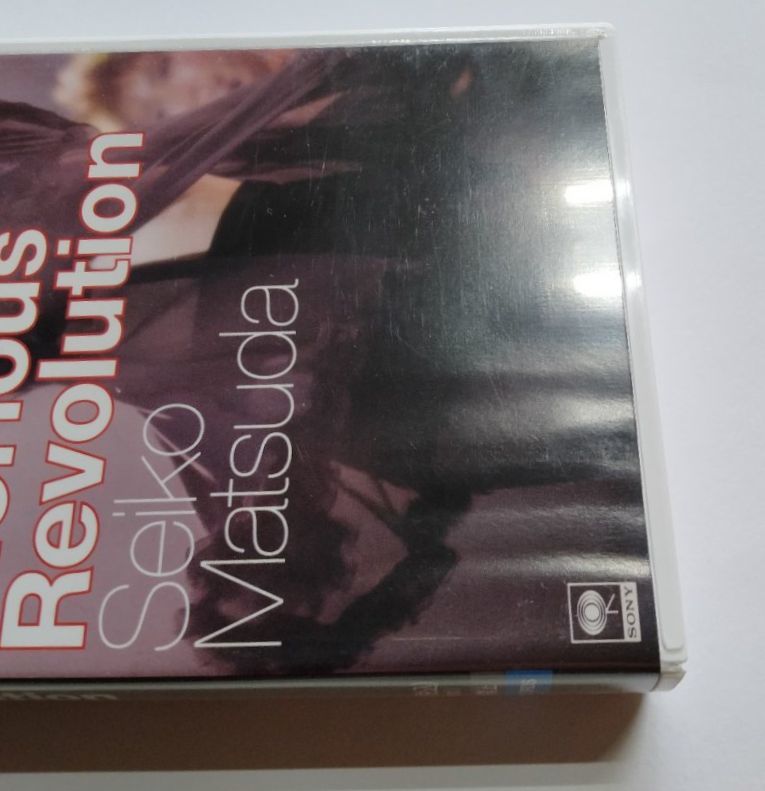 Revolution
Seiko
Matsuda
SONY